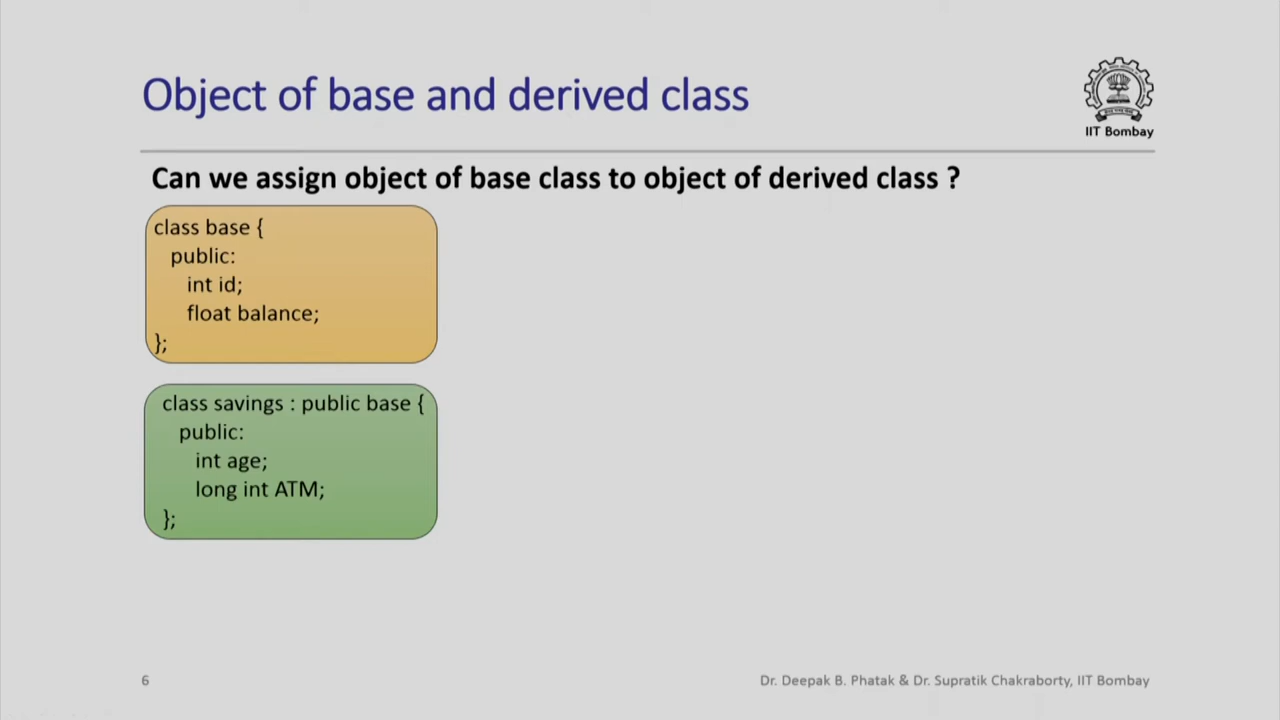 Object of base and derived class
IIT Bombay
Can we assign object of base class to object of derived class ?
class base {
public:
int id;
float balance;
};
class savings : public base {
public:
int age;
long int ATM;
};
6
Dr. Deepak B. Phatak & Dr. Supratik Chakraborty, IIT Bombay